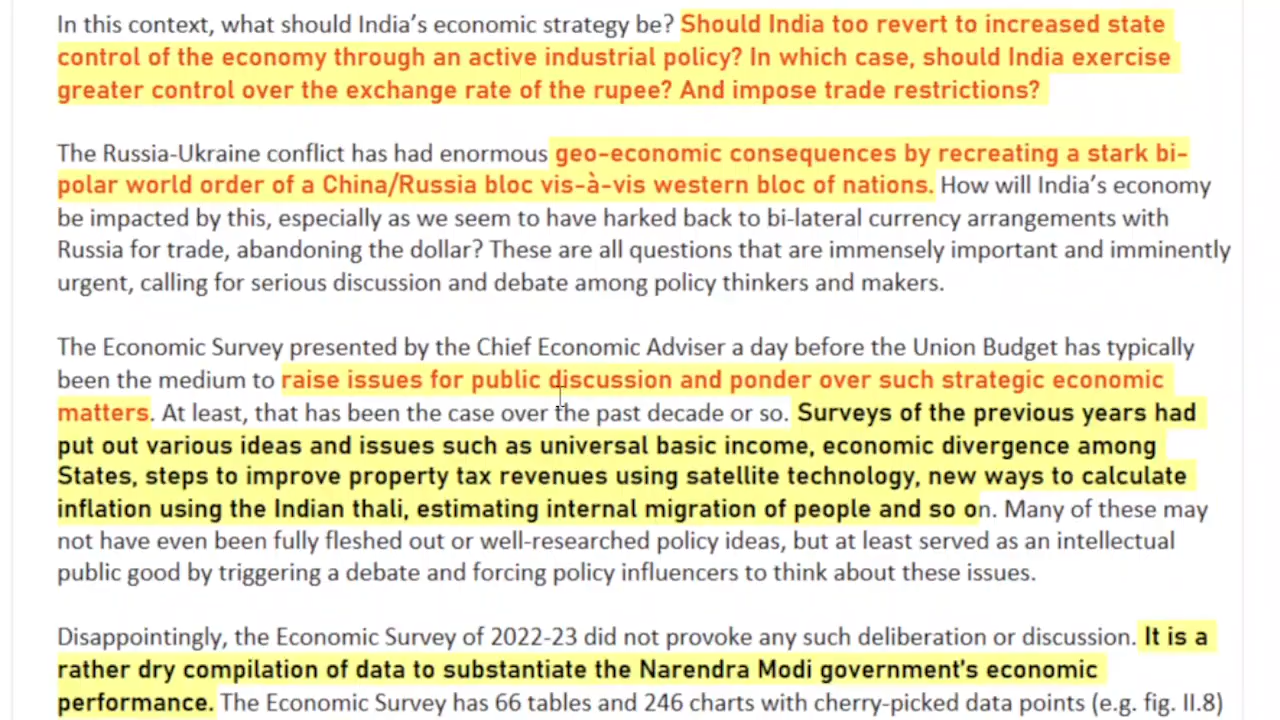 In this context, what should India’s economic strategy be? Should India too revert to increased state
control of the economy through an active industrial policy? In which case, should India exercise
greater control over the exchange rate of the rupee? And impose trade restrictions?
The Russia-Ukraine conflict has had enormous geo-economic consequences by recreating a stark bi-
polar world order of a China/Russia bloc vis-à-vis western bloc of nations. How will India’s economy
be impacted by this, especially as we seem to have harked back to bi-lateral currency arrangements with
Russia for trade, abandoning the dollar? These are all questions that are immensely important and imminently
urgent, calling for serious discussion and debate among policy thinkers and makers.
The Economic Survey presented by the Chief Economic Adviser a day before the Union Budget has typically
been the medium to raise issues for public discussion and ponder over such strategic economic
matters. At least, that has been the case over the past decade or so. Surveys of the previous years had
put out various ideas and issues such as universal basic income, economic divergence among
States, steps to improve property tax revenues using satellite technology, new ways to calculate
inflation using the Indian thali, estimating internal migration of people and so on. Many of these may
not have even been fully fleshed out or well-researched policy ideas, but at least served as an intellectual
public good by triggering a debate and forcing policy influencers to think about these issues.
Disappointingly, the Economic Survey of 2022-23 did not provoke any such deliberation or discussion. It is a
rather dry compilation of data to substantiate the Narendra Modi government's economic
performance. The Economic Survey has 66 tables and 246 charts with cherry-picked data points (e.g. fig. II.8)